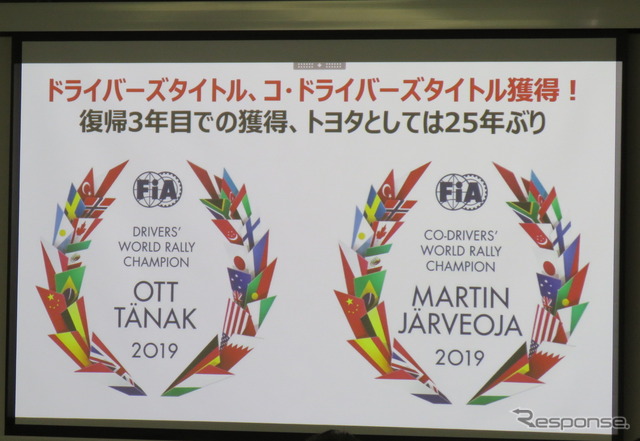 ドライバーズタイトル、コ・ドライバーズタイトル獲得！
復帰3年目での獲得、トヨタとしては25年ぶり
FiA
DRIVERS'
WORLD RALLY
CHAMPION
OTT
TÄNAK
2019
FiA
CO-DRIVERS'
WORLD RALLY
CHAMPION
MARTIN
JÄRVEOJA
2019
Response.